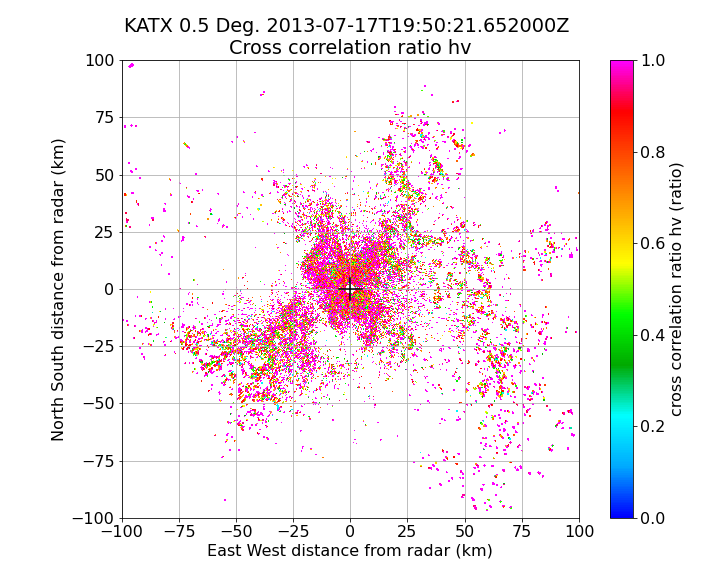 KATX 0.5 Deg. 2013-07-17T19:50:21.652000Z
Cross correlation ratio hv
100
75
50
25
0
−25
−50
−75
−100
North South distance from radar (km)
−100 −75 −50 −25 0 25 50 75 100
East West distance from radar (km)
1.0
0.8
0.6
0.4
0.2
0.0
cross correlation ratio hv (ratio)